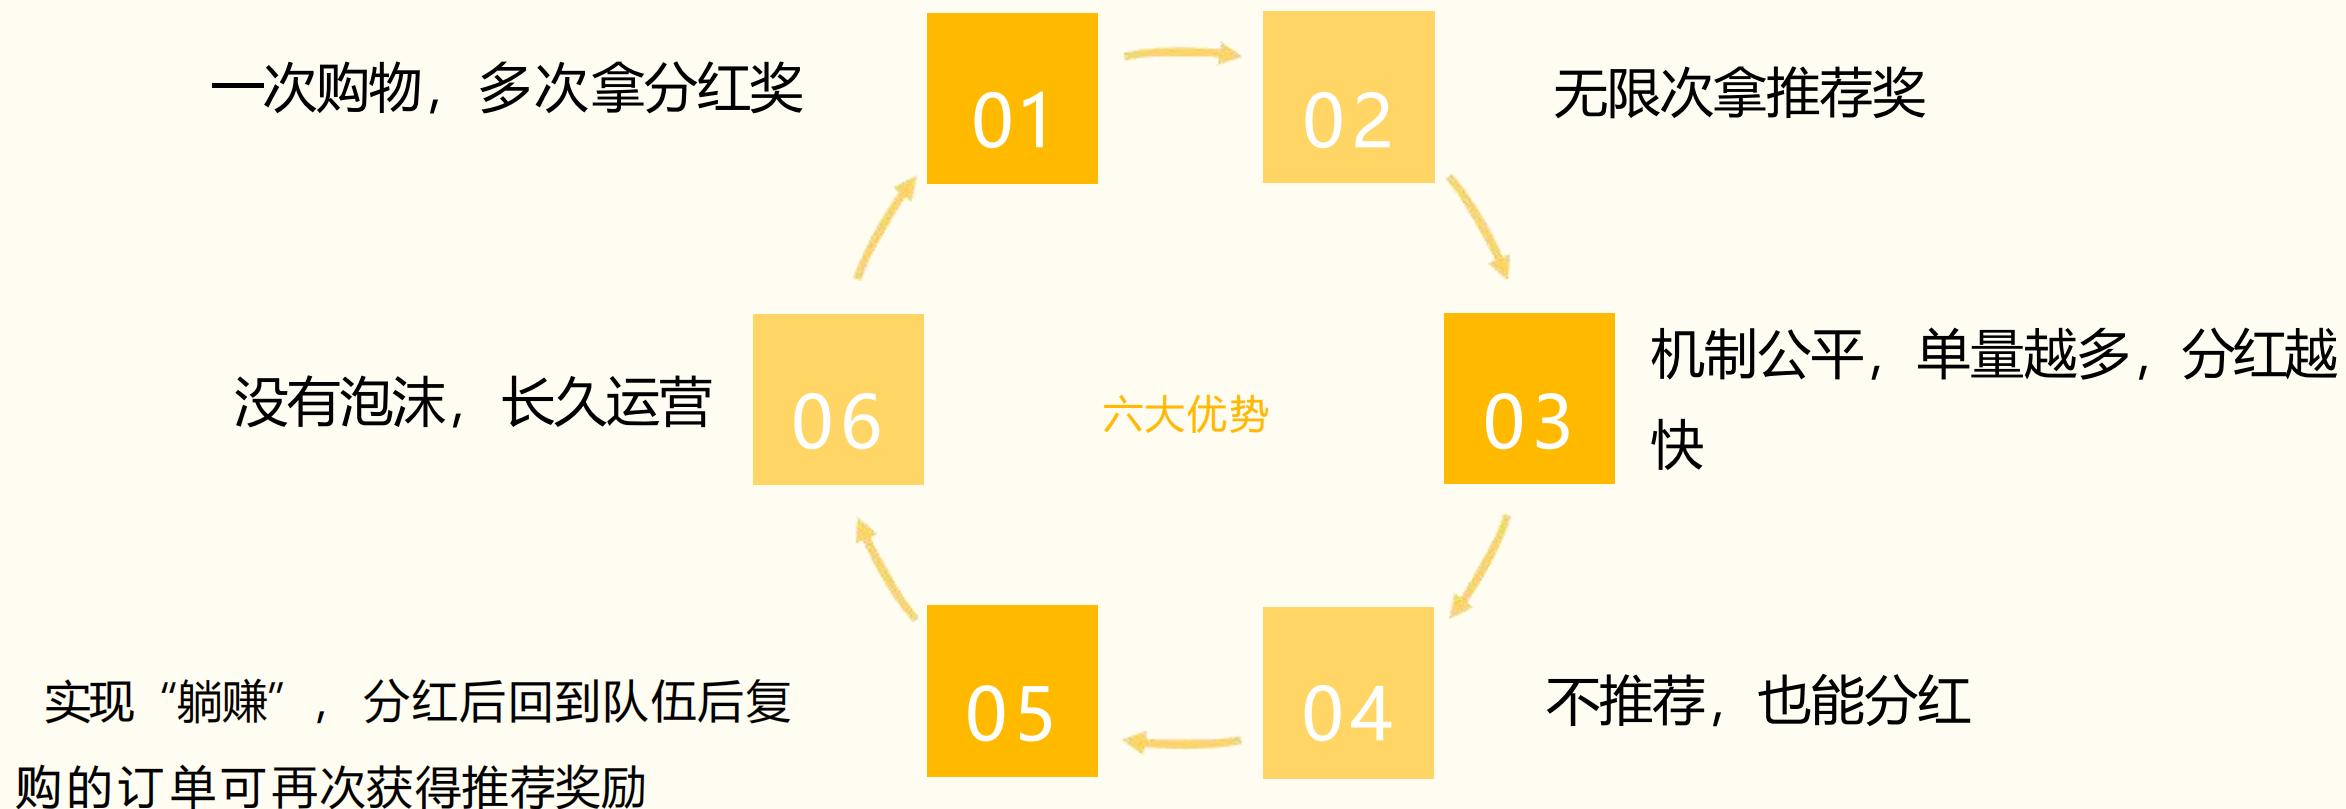 01
一次购物，多次拿分红奖
02
无限次拿推荐奖
03
机制公平，单量越多，分红越
快
04
不推荐，也能分红
05
实现“躺赚”，分红后回到队伍后复
购的订单可再次获得推荐奖励
06
没有泡沫，长久运营
六大优势